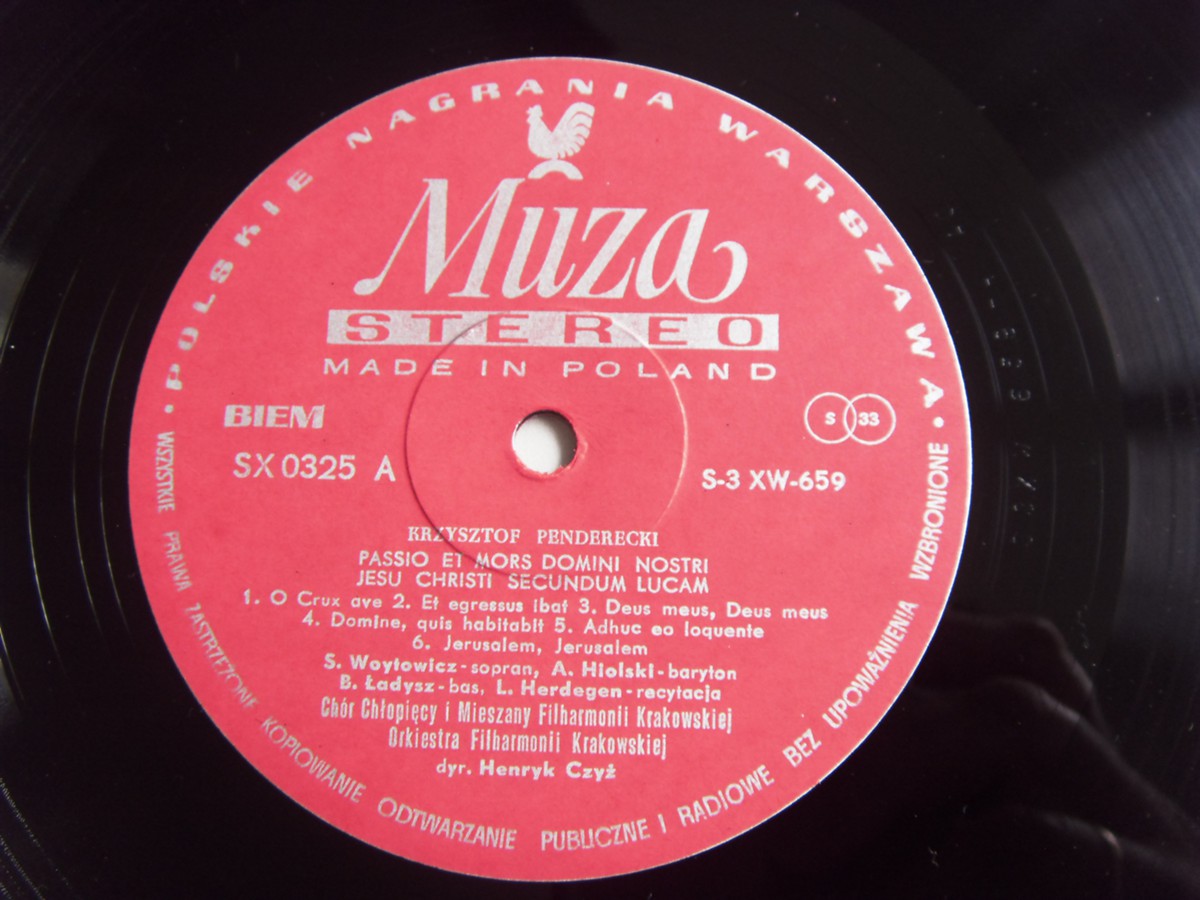 • POLSKIE NAGRANIA WARSZAWA •
Muza
STEREO
MADE IN POLAND
BIEM
S 33
SX 0325 A
S-3 XW-659
KRZYSZTOF PENDERECKI
PASSIO ET MORS DOMINI NOSTRI
JESU CHRISTI SECUNDUM LUCAM
1. O Crux ave 2. Et egressus ibat 3. Deus meus, Deus meus
4. Domine, quis habitabit 5. Adhuc eo loquente
6. Jerusalem, Jerusalem
S. Woytowicz - sopran, A. Hiolski - baryton
B. Ładysz - bas, L. Herdegen - recytacja
Chór Chłopięcy i Mieszany Filharmonii Krakowskiej
Orkiestra Filharmonii Krakowskiej
dyr. Henryk Czyż
WSZYSTKIE PRAWA ZASTRZEŻONE KOPIOWANIE ODTWARZANIE PUBLICZNE I RADIOWE BEZ UPOWAŻNIENIA WZBRONIONE